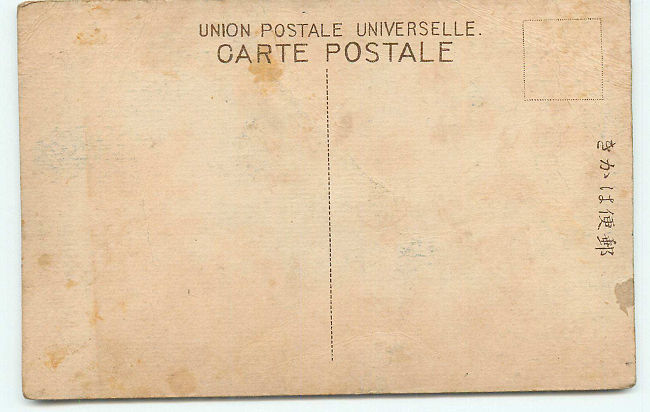 UNION POSTALE UNIVERSELLE.
CARTE POSTALE
郵便はかき